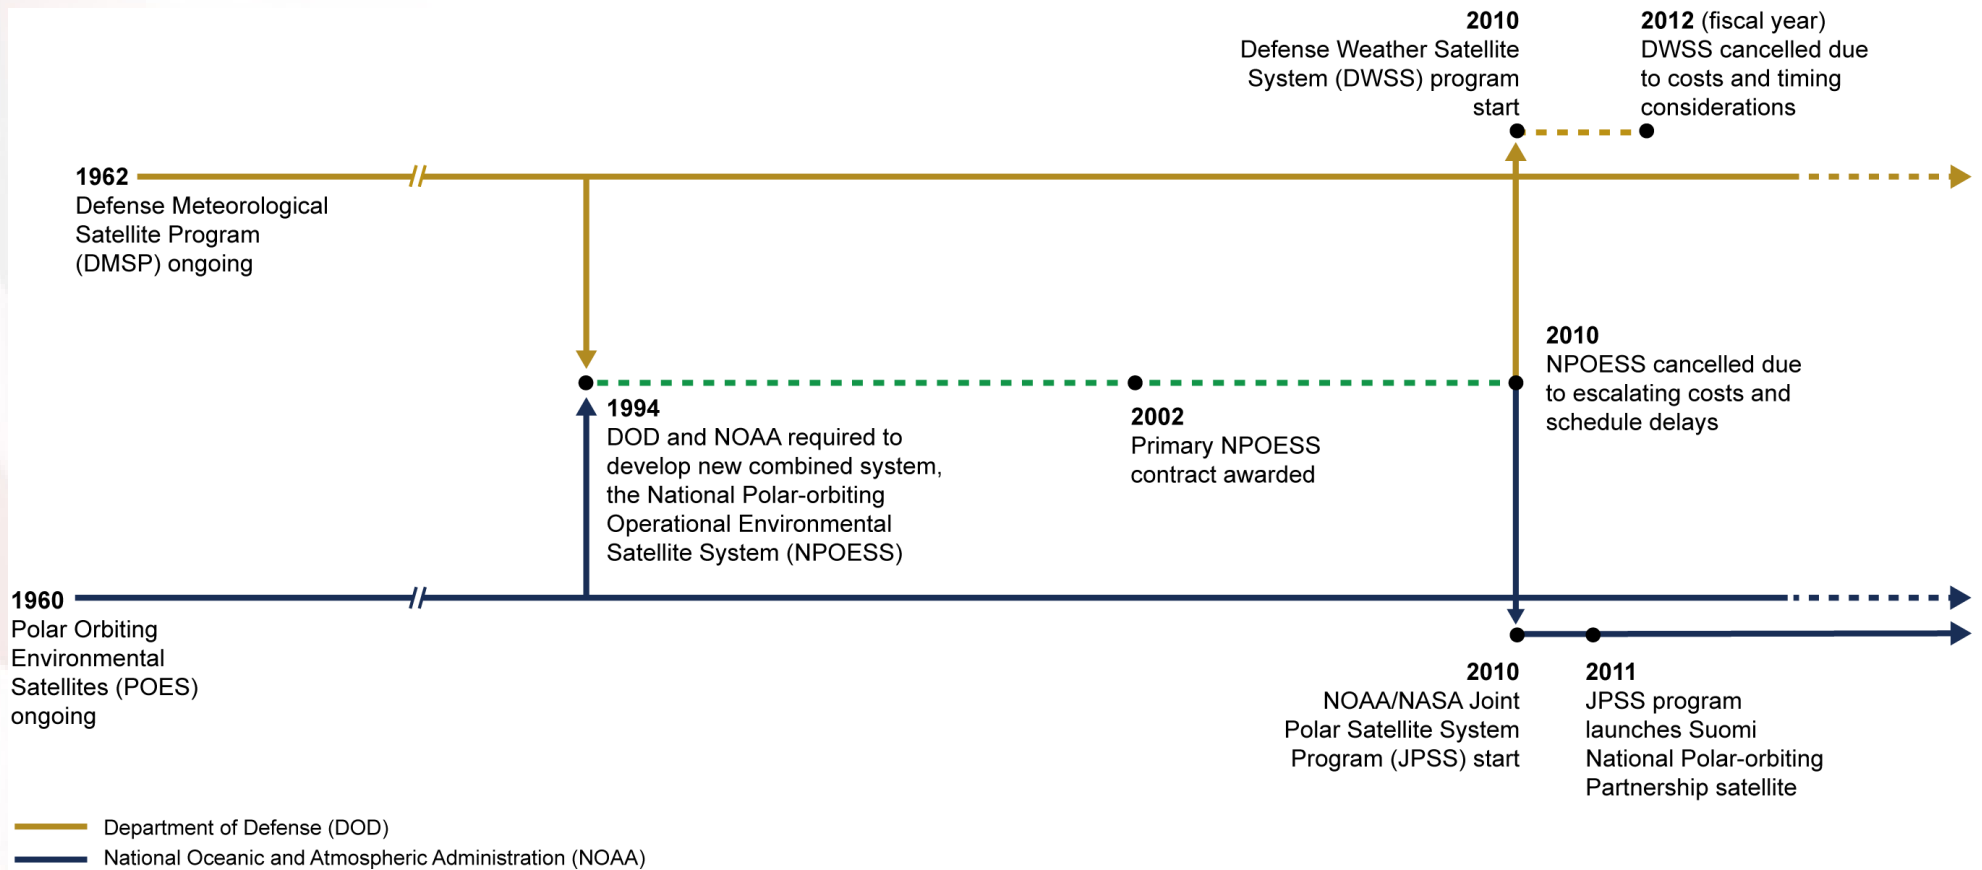 2010
Defense Weather Satellite
System (DWSS) program
start
2012 (fiscal year)
DWSS cancelled due
to costs and timing
considerations
1962
Defense Meteorological
Satellite Program
(DMSP) ongoing
2010
NPOESS cancelled due
to escalating costs and
schedule delays
1994
DOD and NOAA required to
develop new combined system,
the National Polar-orbiting
Operational Environmental
Satellite System (NPOESS)
2002
Primary NPOESS
contract awarded
1960
Polar Orbiting
Environmental
Satellites (POES)
ongoing
2010
NOAA/NASA Joint
Polar Satellite System
Program (JPSS) start
2011
JPSS program
launches Suomi
National Polar-orbiting
Partnership satellite
Department of Defense (DOD)
National Oceanic and Atmospheric Administration (NOAA)